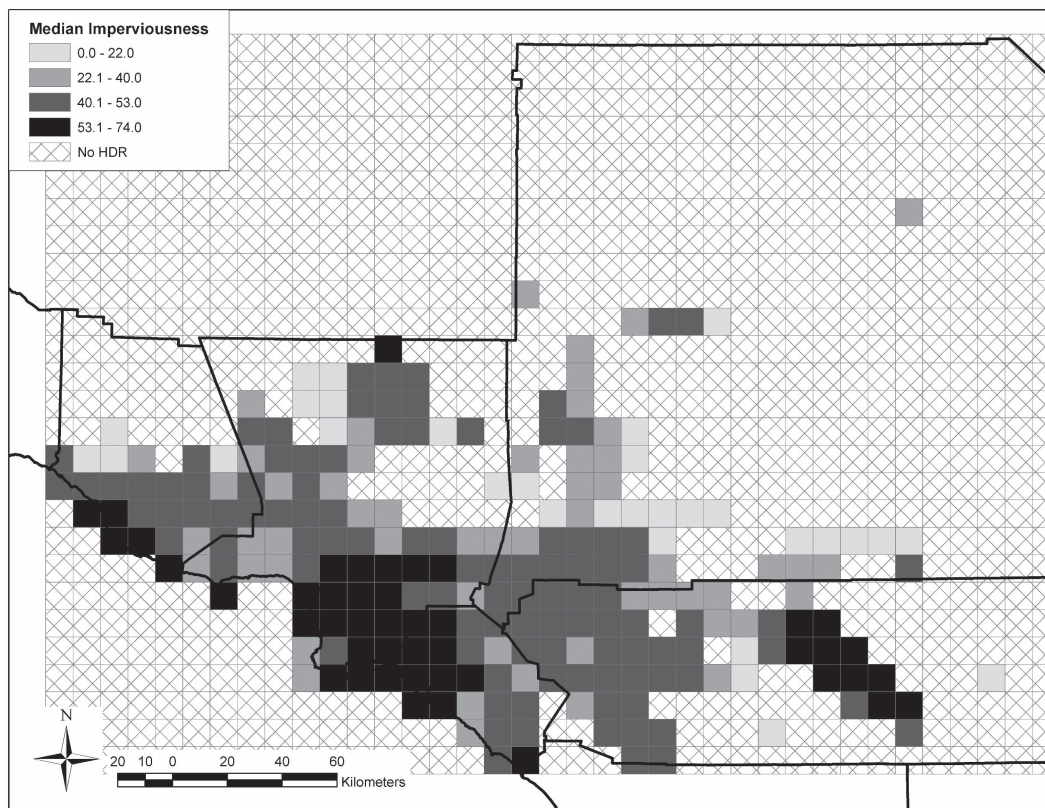 Median Imperviousness
0.0 - 22.0
22.1 - 40.0
40.1 - 53.0
53.1 - 74.0
No HDR
N
20 10 0 20 40 60
Kilometers